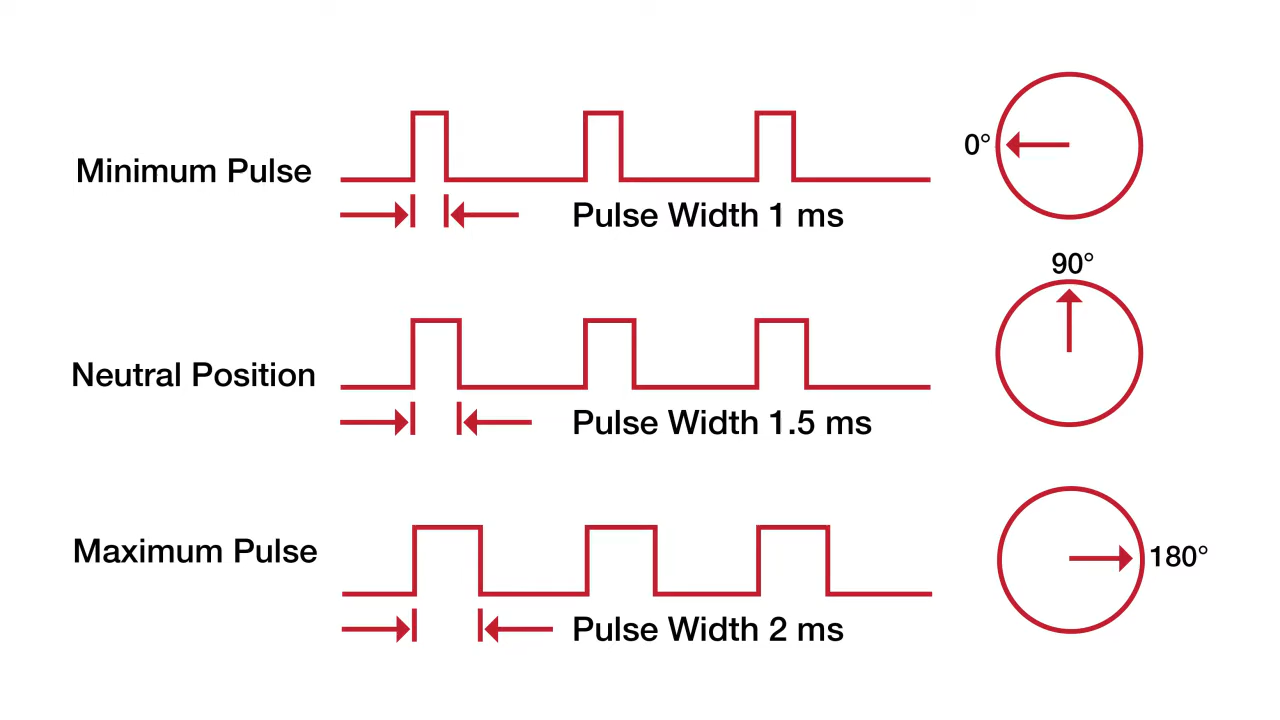 Minimum Pulse
0°
Pulse Width 1 ms
90°
Neutral Position
Pulse Width 1.5 ms
Maximum Pulse
180°
Pulse Width 2 ms